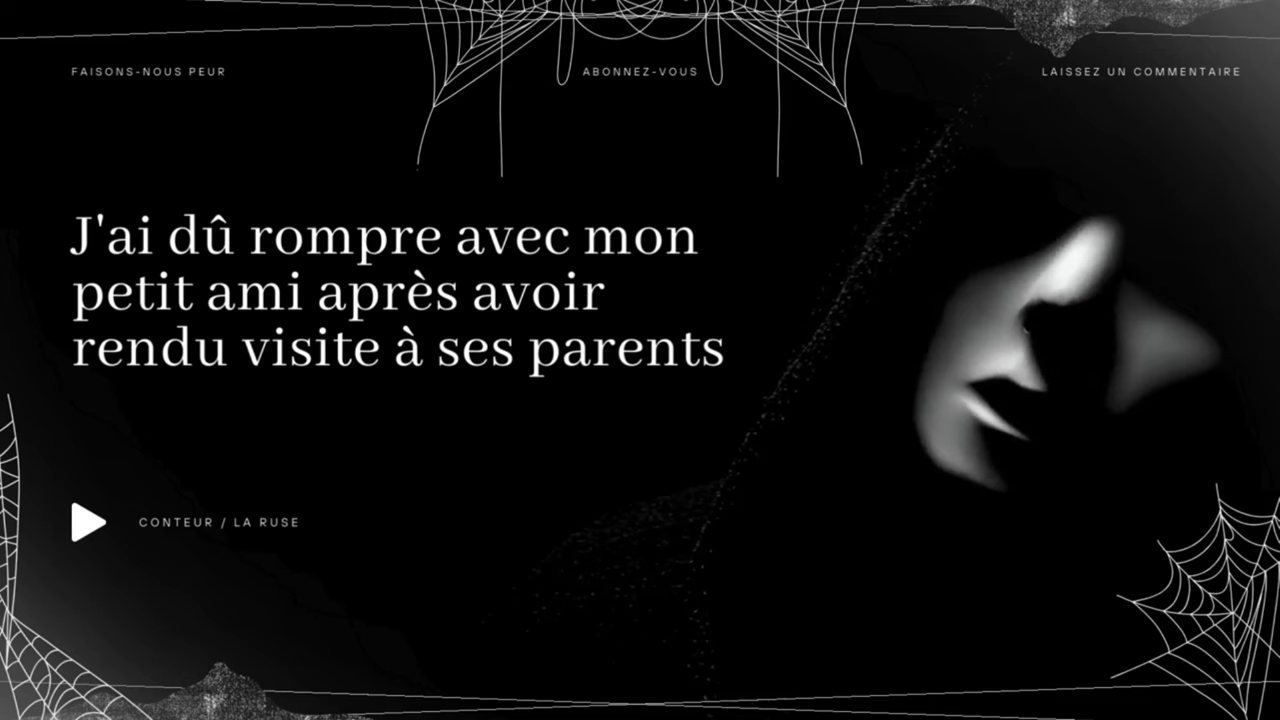 FAISONS-NOUS PEUR
ABONNEZ-VOUS
LAISSEZ UN COMMENTAIRE
J'ai dû rompre avec mon
petit ami après avoir
rendu visite à ses parents
CONTEUR / LA RUSE